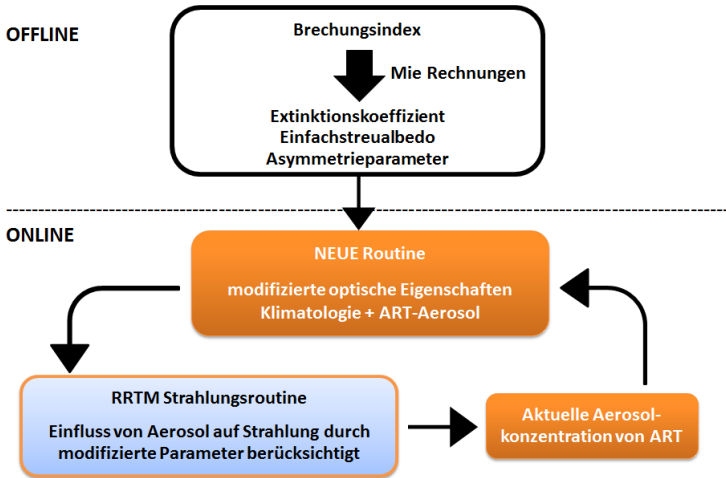 OFFLINE
Brechungsindex
Mie Rechnungen
Extinktionskoeffizient
Einfachstreualbedo
Asymmetrieparameter
ONLINE
NEUE Routine
modifizierte optische Eigenschaften
Klimatologie + ART-Aerosol
RRTM Strahlungsroutine
Einfluss von Aerosol auf Strahlung durch
modifizierte Parameter berücksichtigt
Aktuelle Aerosol-
konzentration von ART